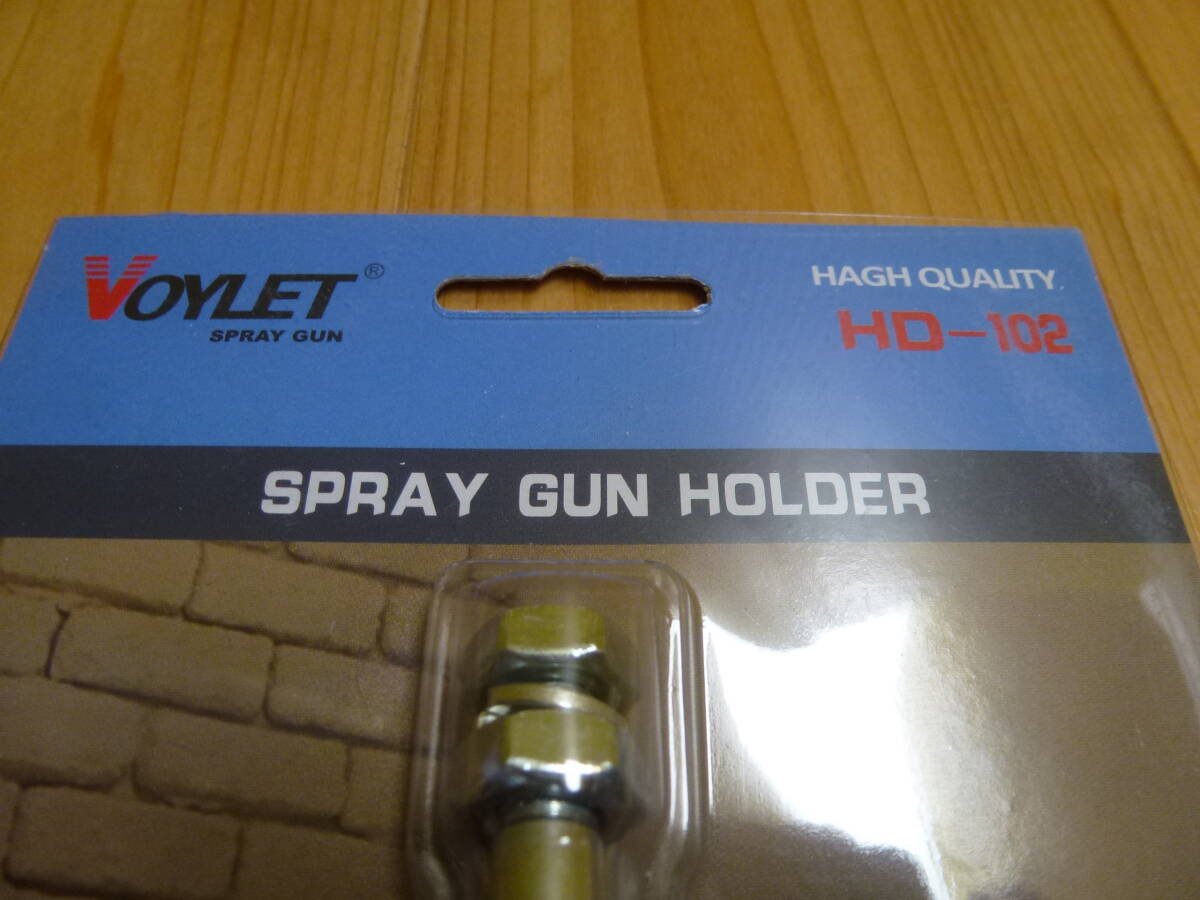 VOYLET®
SPRAY GUN
HAGH QUALITY
HD-102
SPRAY GUN HOLDER